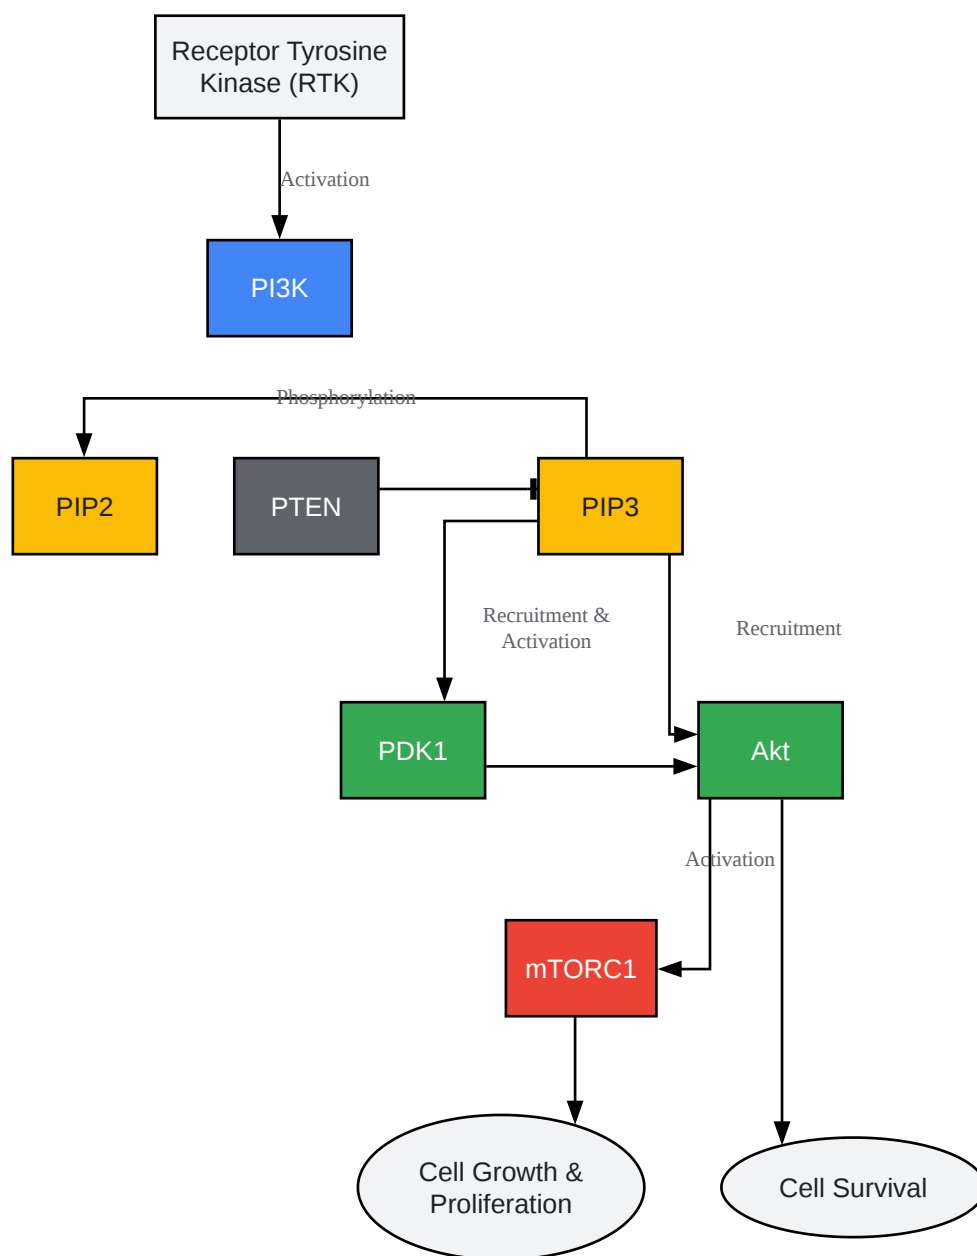 Receptor Tyrosine
Kinase (RTK)
Activation
PI3K
Phosphorylation
PIP2
PTEN
PIP3
Recruitment &
Activation
Recruitment
PDK1
Akt
Activation
mTORC1
Cell Growth &
Proliferation
Cell Survival